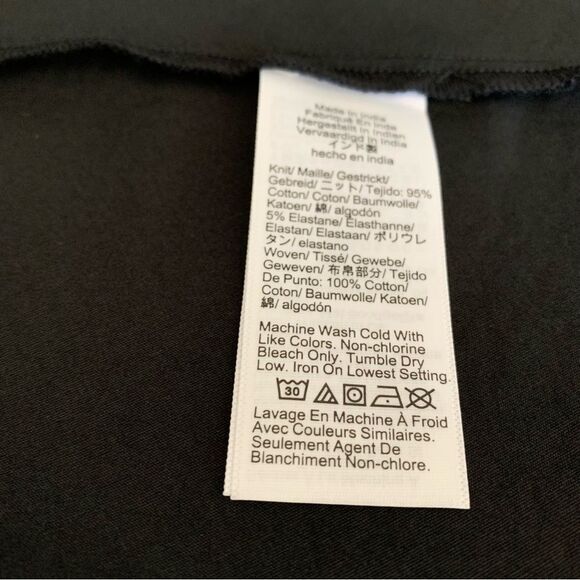 Made in India
Fabriqué En Inde
Hergestellt in Indien
Vervaardigd in India
インド製
hecho en india
Knit/ Maille/ Gestrickt/
Gebreid/ ニット/ Tejido: 95%
Cotton/ Coton/ Baumwolle/
Katoen/ 綿/ algodón
5% Elastane/ Élasthanne/
Elastan/ Elastaan/ ポリウレ
タン/ elastano
Woven/ Tissé/ Gewebe/
Geweven/ 布帛部分/ Tejido
De Punto: 100% Cotton/
Coton/ Baumwolle/ Katoen/
綿/ algodón
Machine Wash Cold With
Like Colors. Non-chlorine
Bleach Only. Tumble Dry
Low. Iron On Lowest Setting.
30
Lavage En Machine À Froid
Avec Couleurs Similaires.
Seulement Agent De
Blanchiment Non-chlore.